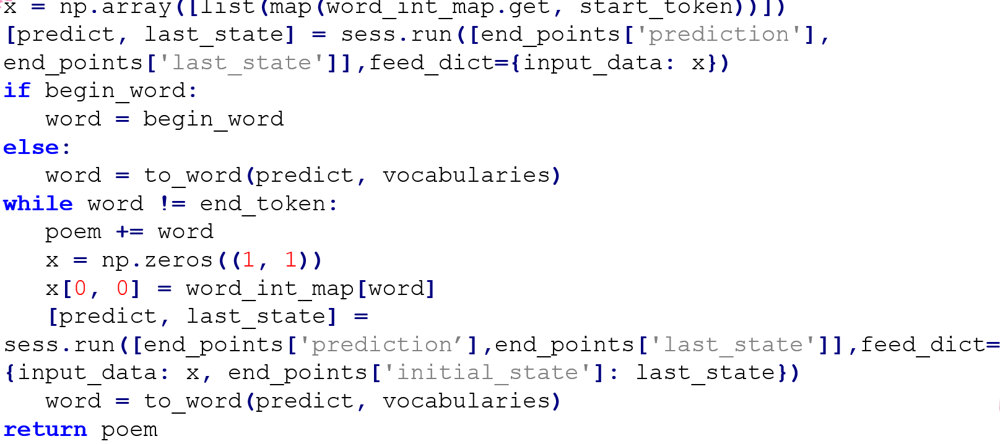 x = np.array([list(map(word_int_map.get, start_token))])
[predict, last_state] = sess.run([end_points['prediction'],
end_points['last_state']],feed_dict={input_data: x})
if begin_word:
   word = begin_word
else:
   word = to_word(predict, vocabularies)
while word != end_token:
   poem += word
   x = np.zeros((1, 1))
   x[0, 0] = word_int_map[word]
   [predict, last_state] =
sess.run([end_points['prediction’],end_points['last_state']],feed_dict=
{input_data: x, end_points['initial_state']: last_state})
   word = to_word(predict, vocabularies)
return poem